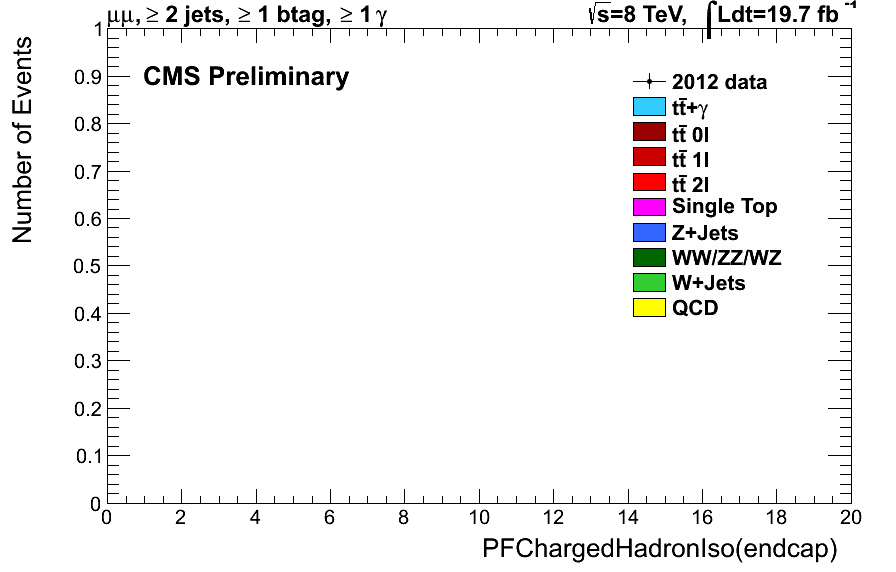 μμ, ≥ 2 jets, ≥ 1 btag, ≥ 1 γ
√s=8 TeV, ∫Ldt=19.7 fb⁻¹
CMS Preliminary
2012 data
tt̄+γ
tt̄ 0l
tt̄ 1l
tt̄ 2l
Single Top
Z+Jets
WW/ZZ/WZ
W+Jets
QCD
Number of Events
1
0.9
0.8
0.7
0.6
0.5
0.4
0.3
0.2
0.1
0
0 2 4 6 8 10 12 14 16 18 20
PFChargedHadronIso(endcap)